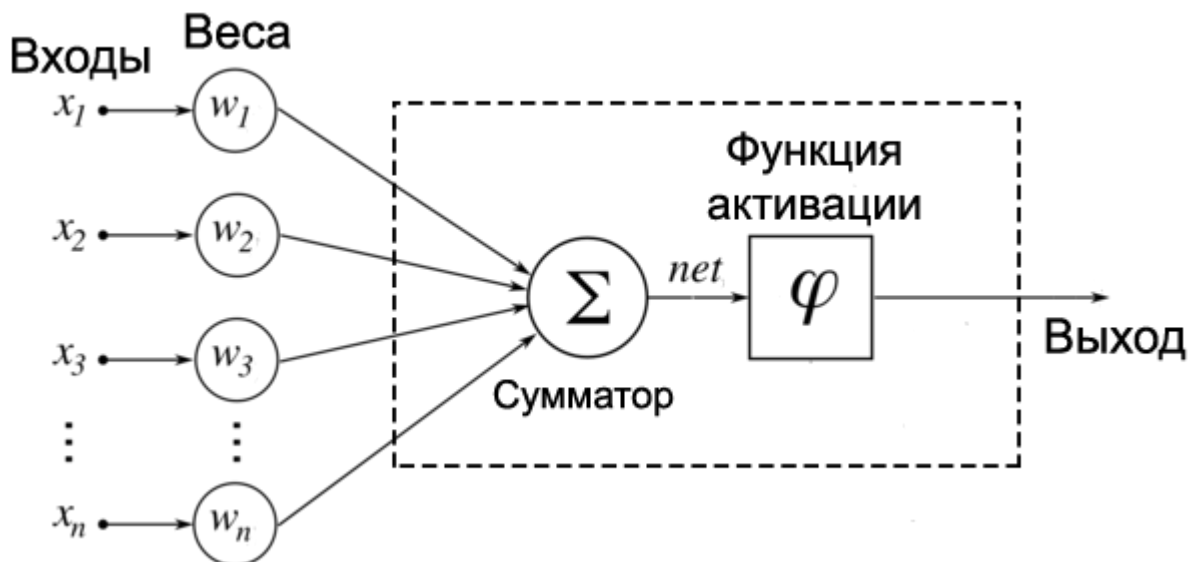 Входы
Веса
x1
w1
x2
w2
x3
w3
⋮
⋮
xn
wn
Σ
Сумматор
net
Функция
активации
φ
Выход